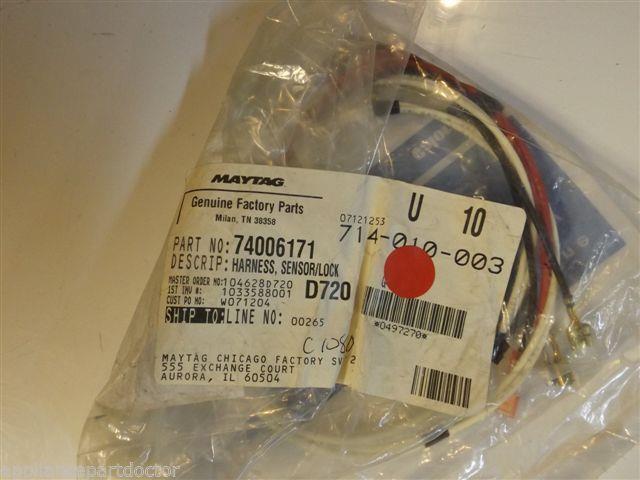 MAYTAG
Genuine Factory Parts
Milan, TN 38358
07121253
U 10
714-010-003
PART NO: 74006171
DESCRIP: HARNESS, SENSOR/LOCK
MASTER ORDER NO: 104628D720
1ST INV #: 1033588001
D720
CUST PO NO: W071204
SHIP TO: LINE NO: 00265
*0497270*
C1080
MAYTAG CHICAGO FACTORY SV 2
555 EXCHANGE COURT
AURORA, IL 60504
appliancepartdoctor